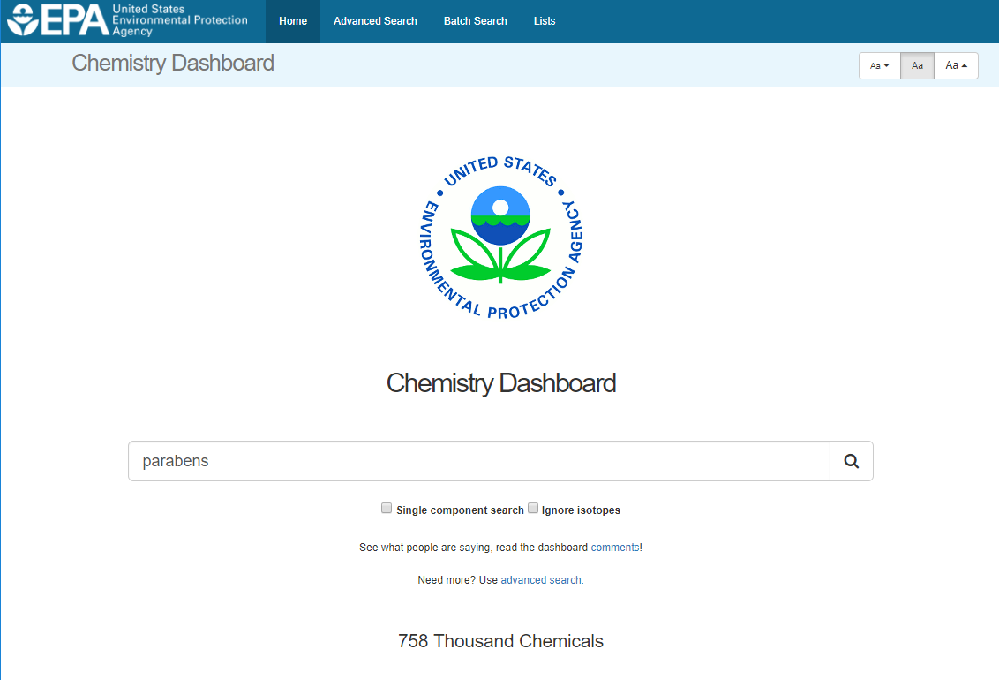 EPA United States
Environmental Protection
Agency
Home Advanced Search Batch Search Lists
Chemistry Dashboard
Aa Aa Aa
UNITED STATES • ENVIRONMENTAL PROTECTION AGENCY •
Chemistry Dashboard
parabens
Single component search Ignore isotopes
See what people are saying, read the dashboard comments!
Need more? Use advanced search.
758 Thousand Chemicals